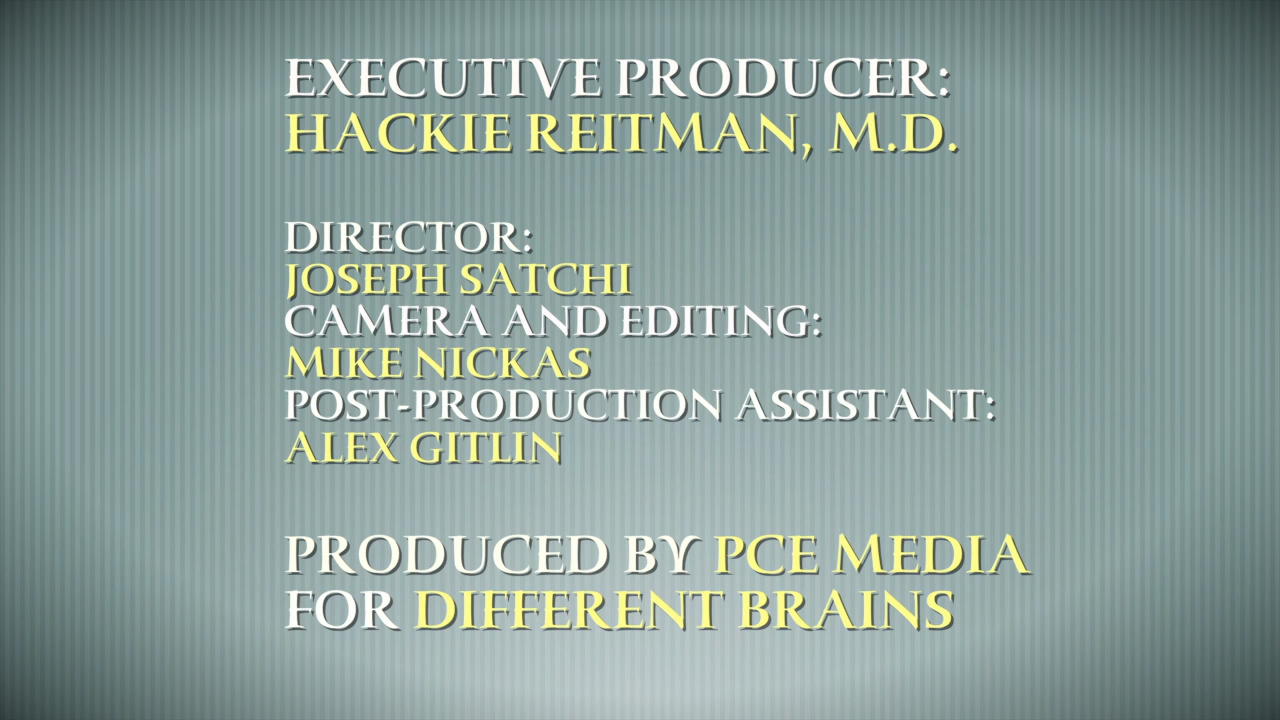 EXECUTIVE PRODUCER:
HACKIE REITMAN, M.D.
DIRECTOR:
JOSEPH SATCHI
CAMERA AND EDITING:
MIKE NICKAS
POST-PRODUCTION ASSISTANT:
ALEX GITLIN
PRODUCED BY PCE MEDIA
FOR DIFFERENT BRAINS